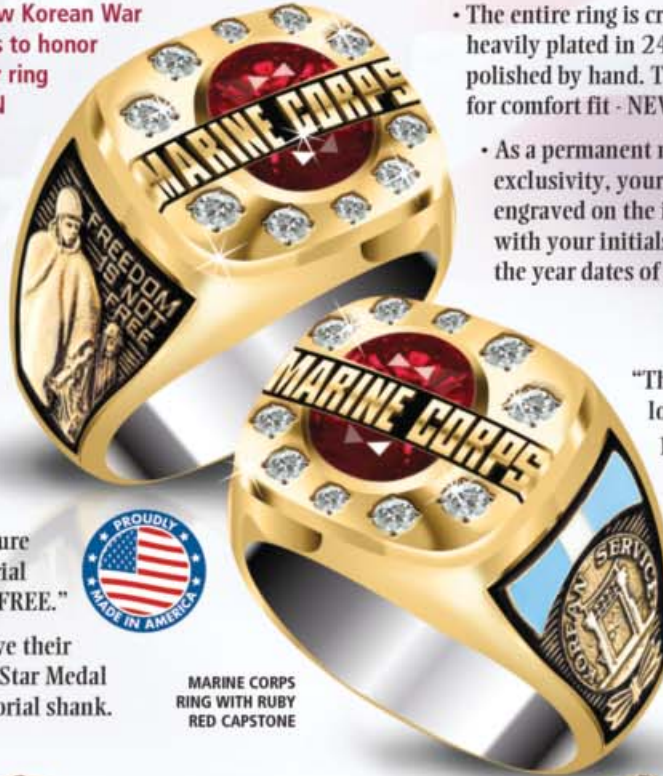 w Korean War
s to honor
r ring
N
• The entire ring is cr
heavily plated in 24
polished by hand. T
for comfort fit - NEV
• As a permanent
exclusivity, your
engraved on the
with your initials
the year dates of
MARINE CORPS
FREEDOM
IS NOT
FREE
“Th
lo
MARINE CORPS
KOREAN SERVICE
ure
rial
FREE.”
ve their
Star Medal
orial shank.
PROUDLY
MADE IN AMERICA
MARINE CORPS
RING WITH RUBY
RED CAPSTONE